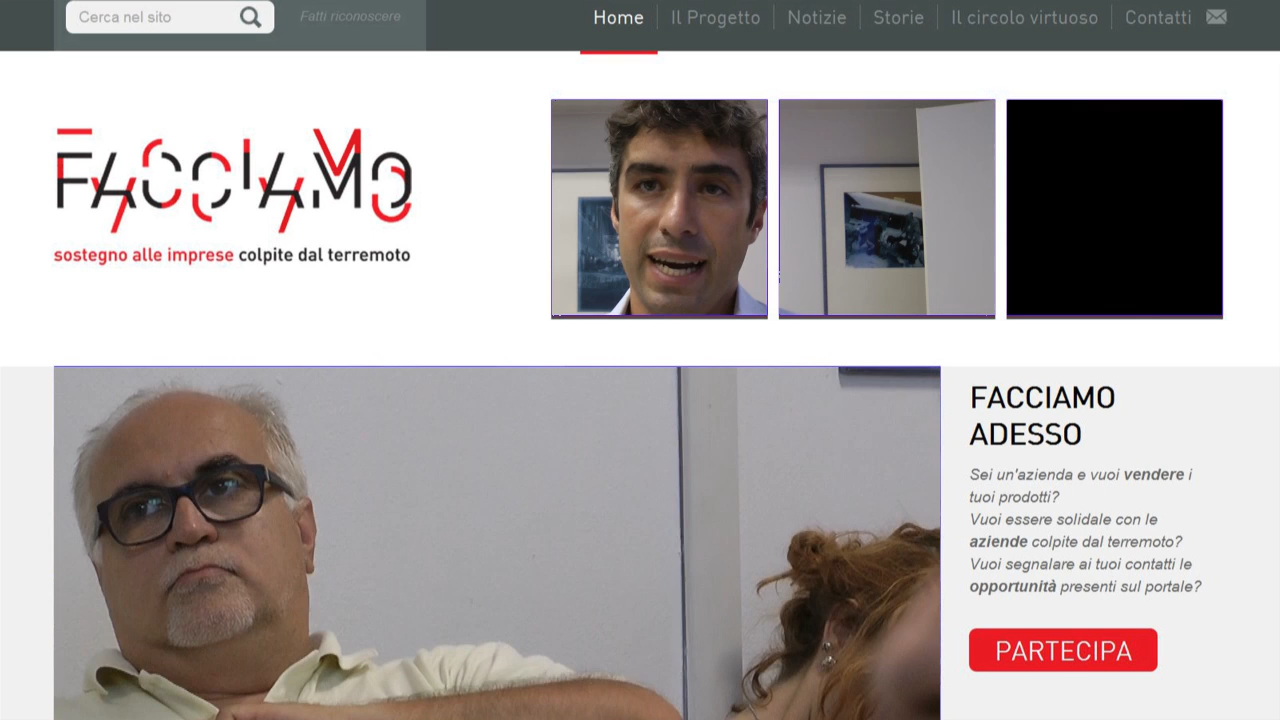 Cerca nel sito
Fatti riconoscere
Home
Il Progetto
Notizie
Storie
Il circolo virtuoso
Contatti
FACCIAMO
sostegno alle imprese colpite dal terremoto
FACCIAMO
ADESSO
Sei un'azienda e vuoi vendere i
tuoi prodotti?
Vuoi essere solidale con le
aziende colpite dal terremoto?
Vuoi segnalare ai tuoi contatti le
opportunità presenti sul portale?
PARTECIPA